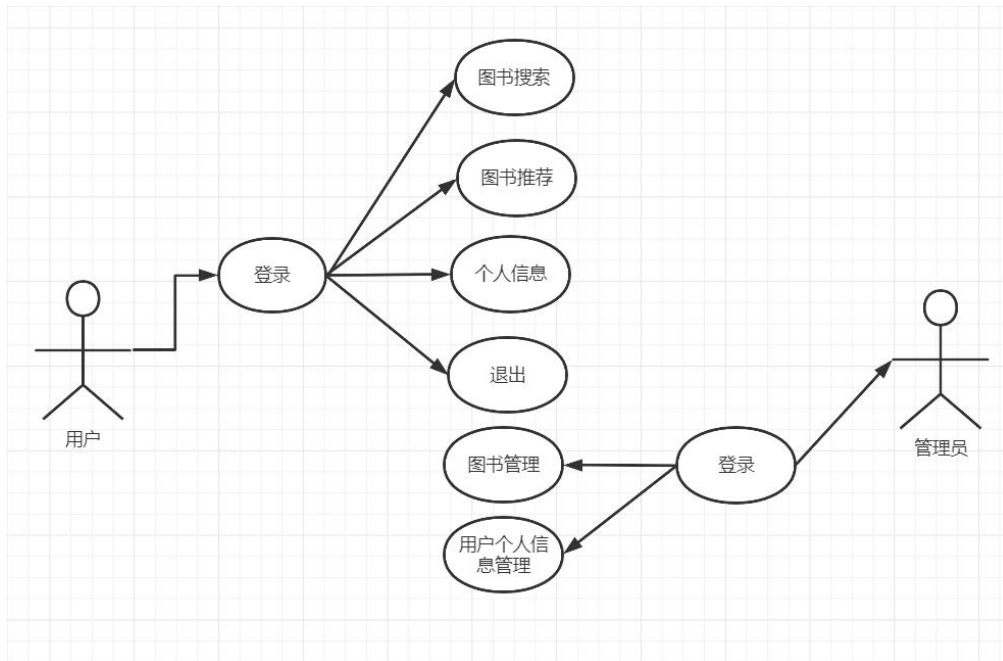 图书搜索
图书推荐
登录
个人信息
退出
用户
图书管理
登录
管理员
用户个人信
息管理